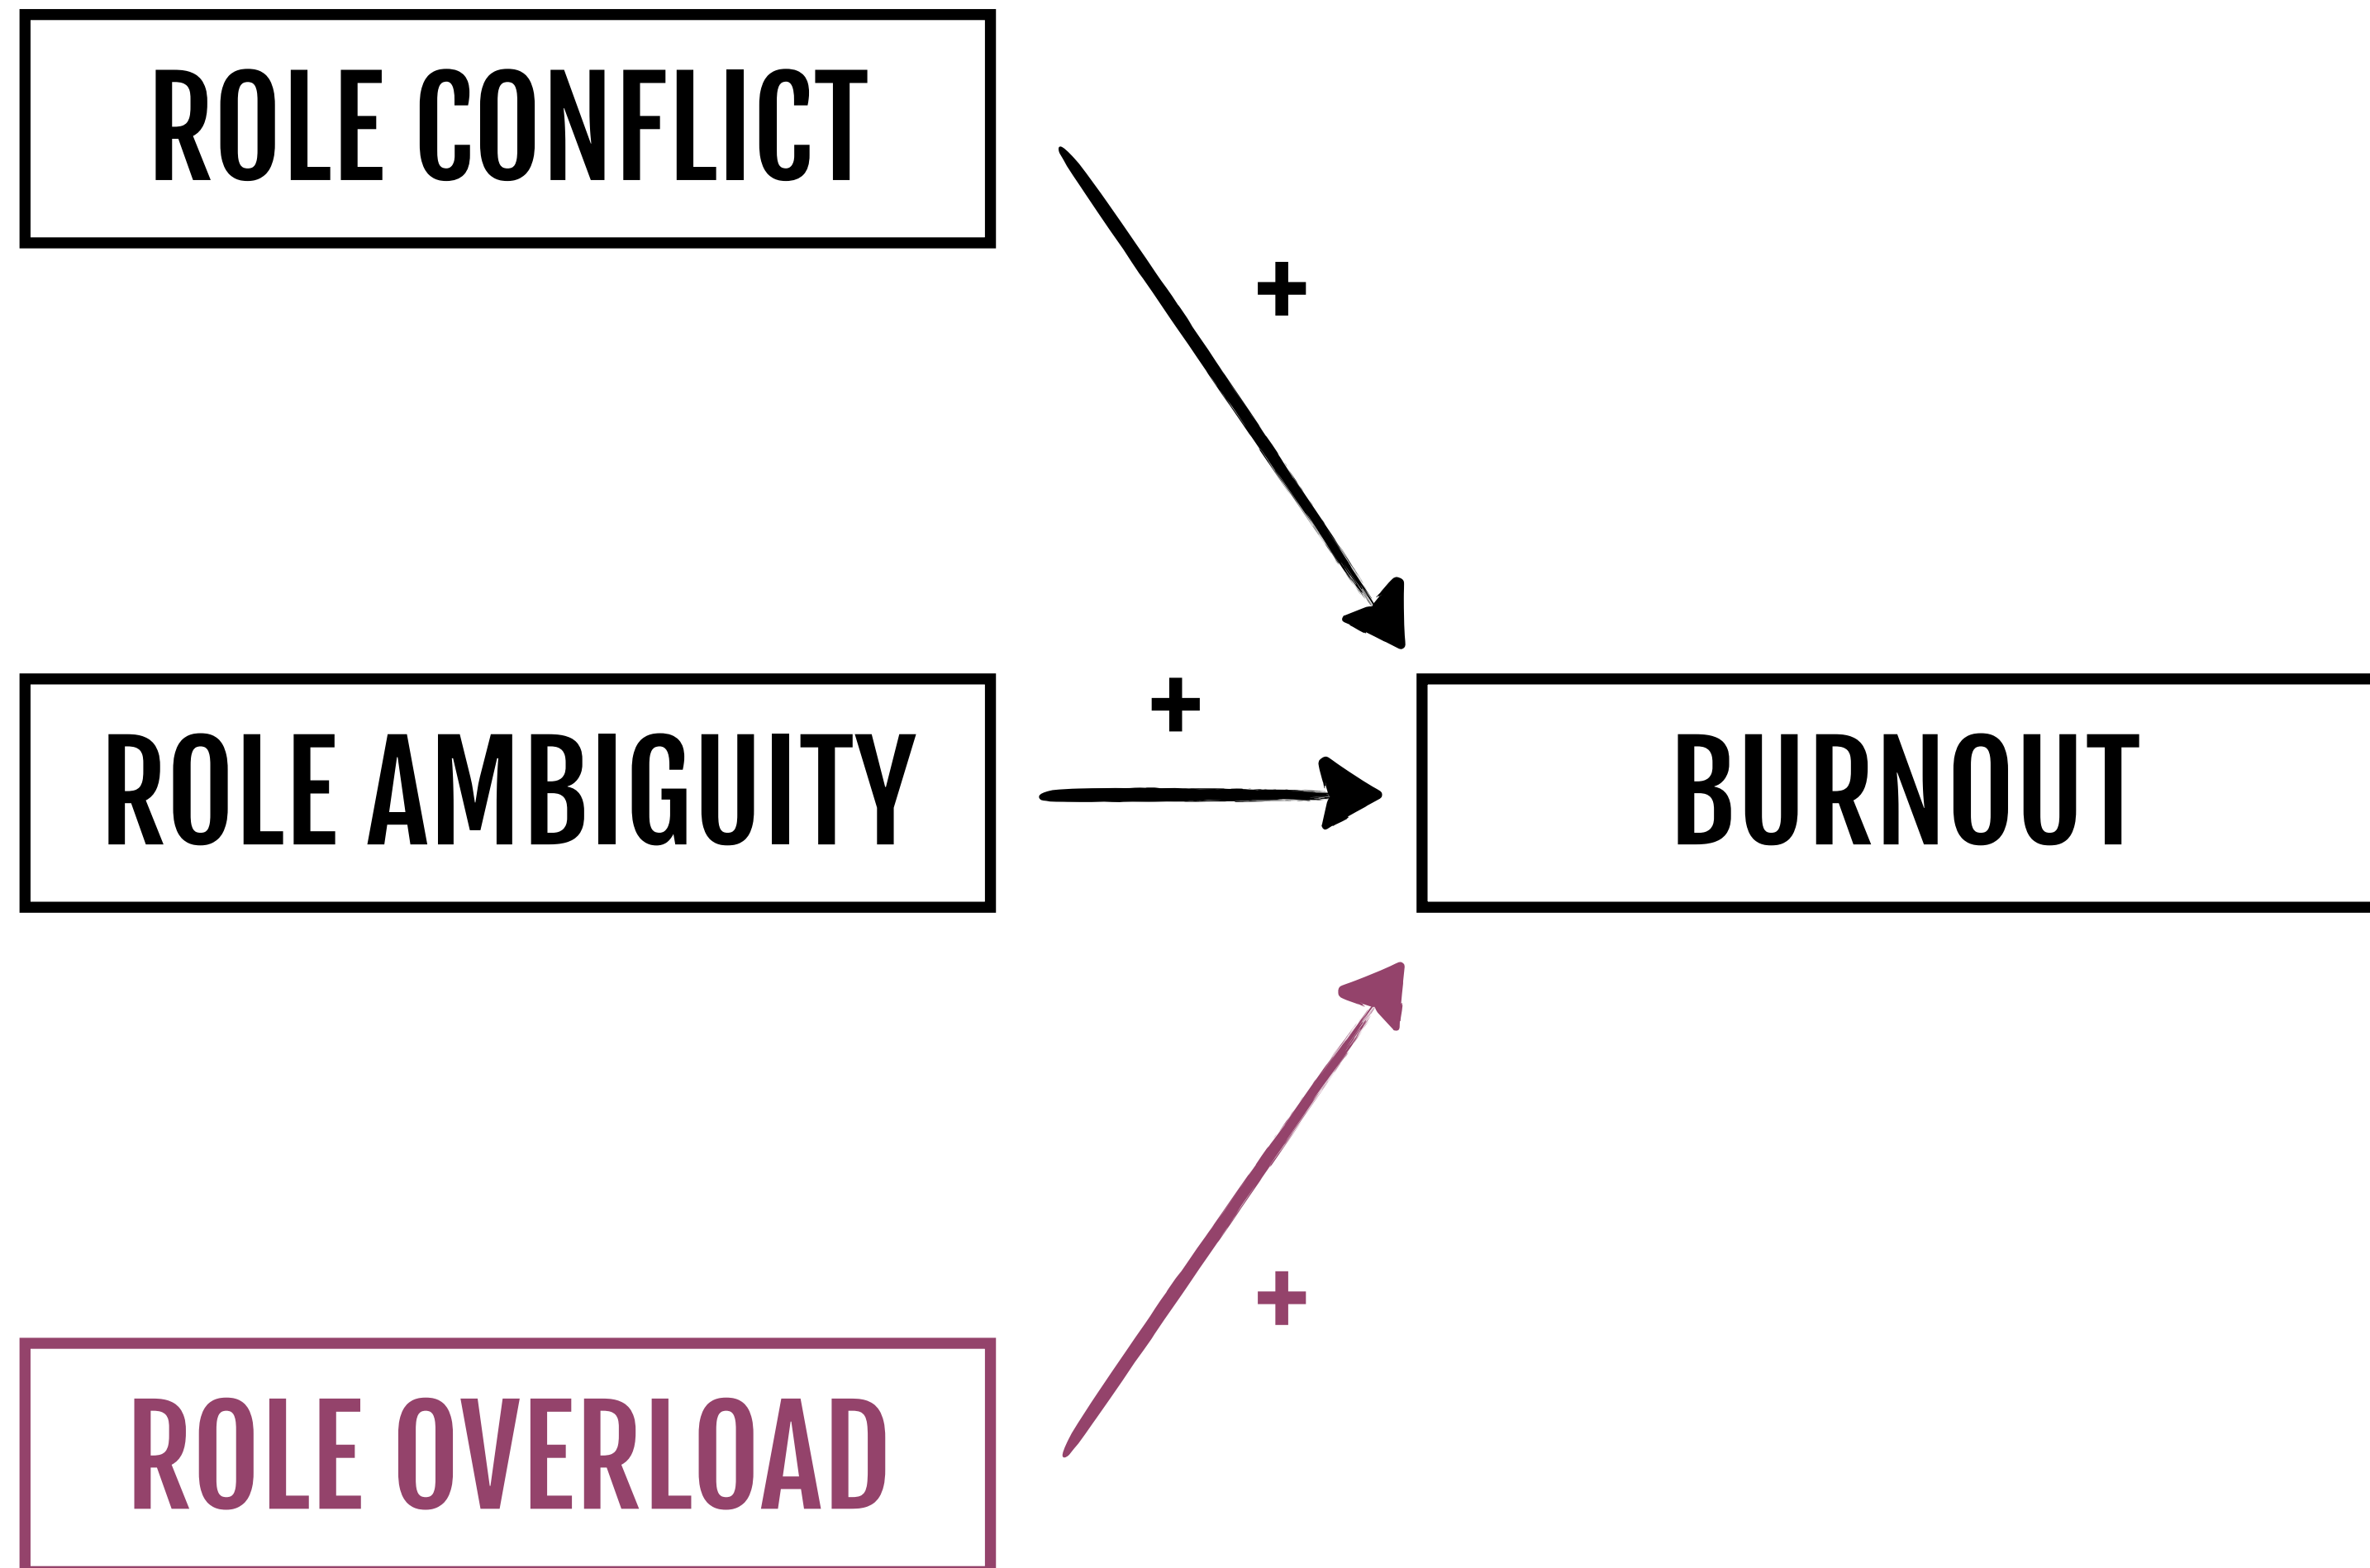 ROLE CONFLICT
+
+
ROLE AMBIGUITY
BURNOUT
+
ROLE OVERLOAD